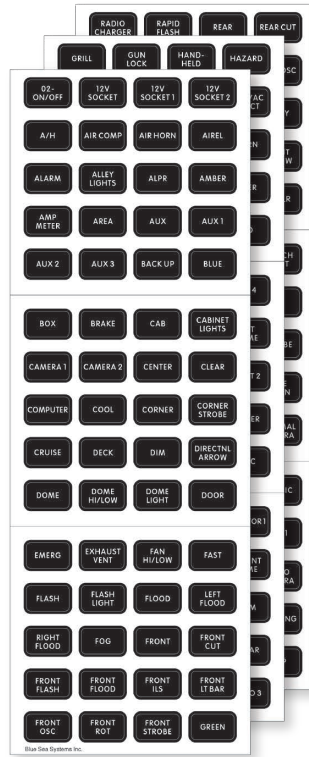 RADIO CHARGER
RAPID FLASH
REAR
REAR CUT
GRILL
GUN LOCK
HAND-HELD
HAZARD
02-ON/OFF
12V SOCKET
12V SOCKET 1
12V SOCKET 2
A/H
AIR COMP
AIR HORN
AIREL
ALARM
ALLEY LIGHTS
ALPR
AMBER
AMP METER
AREA
AUX
AUX 1
AUX 2
AUX 3
BACK UP
BLUE
BOX
BRAKE
CAB
CABINET LIGHTS
CAMERA 1
CAMERA 2
CENTER
CLEAR
COMPUTER
COOL
CORNER
CORNER STROBE
CRUISE
DECK
DIM
DIRECTNL ARROW
DOME
DOME HI/LOW
DOME LIGHT
DOOR
EMERG
EXHAUST VENT
FAN HI/LOW
FAST
FLASH
FLASH LIGHT
FLOOD
LEFT FLOOD
RIGHT FLOOD
FOG
FRONT
FRONT CUT
FRONT FLASH
FRONT FLOOD
FRONT ILS
FRONT LT BAR
FRONT OSC
FRONT ROT
FRONT STROBE
GREEN
Blue Sea Systems Inc.